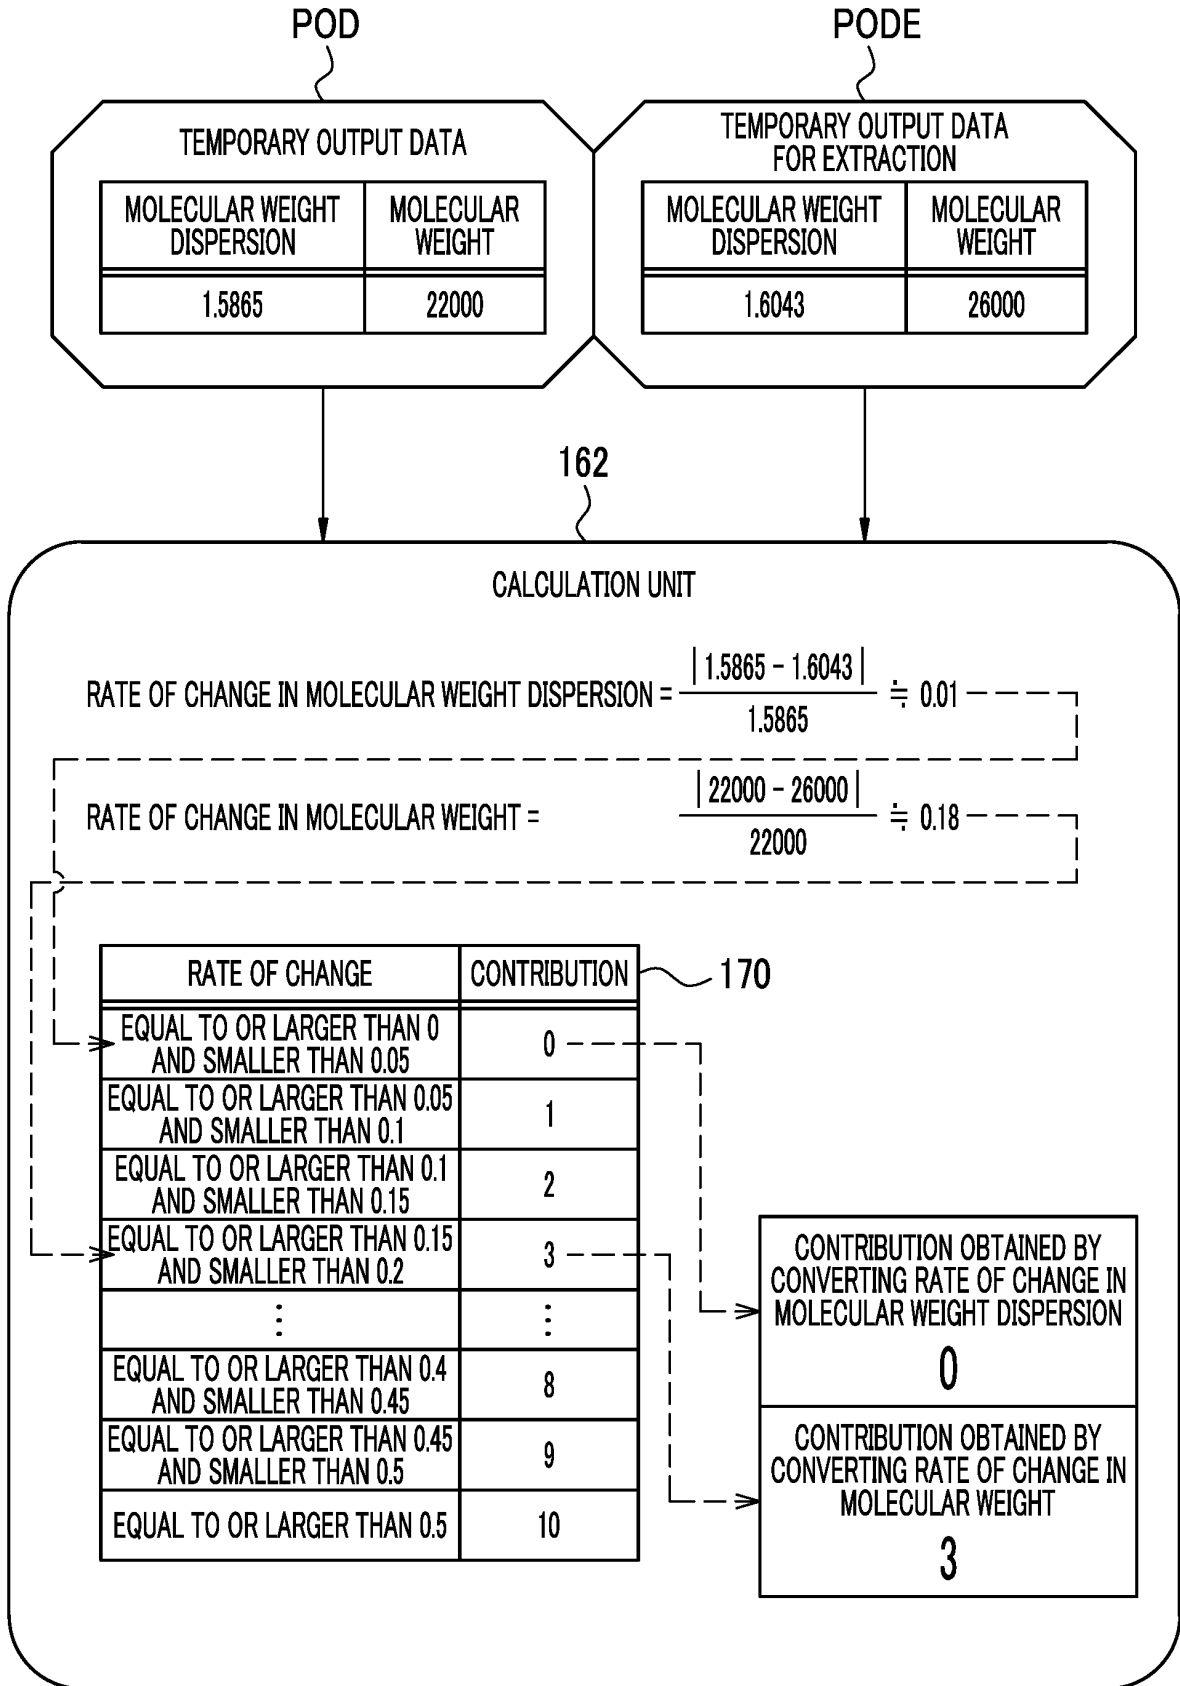 POD
PODE
TEMPORARY OUTPUT DATA
MOLECULAR WEIGHT
DISPERSION
MOLECULAR
WEIGHT
1.5865
22000
TEMPORARY OUTPUT DATA
FOR EXTRACTION
MOLECULAR WEIGHT
DISPERSION
MOLECULAR
WEIGHT
1.6043
26000
162
CALCULATION UNIT
RATE OF CHANGE IN MOLECULAR WEIGHT DISPERSION = |1.5865 - 1.6043| / 1.5865 ≒ 0.01
RATE OF CHANGE IN MOLECULAR WEIGHT = |22000 - 26000| / 22000 ≒ 0.18
RATE OF CHANGE
CONTRIBUTION
170
EQUAL TO OR LARGER THAN 0
AND SMALLER THAN 0.05
0
EQUAL TO OR LARGER THAN 0.05
AND SMALLER THAN 0.1
1
EQUAL TO OR LARGER THAN 0.1
AND SMALLER THAN 0.15
2
EQUAL TO OR LARGER THAN 0.15
AND SMALLER THAN 0.2
3
⋮
⋮
EQUAL TO OR LARGER THAN 0.4
AND SMALLER THAN 0.45
8
EQUAL TO OR LARGER THAN 0.45
AND SMALLER THAN 0.5
9
EQUAL TO OR LARGER THAN 0.5
10
CONTRIBUTION OBTAINED BY
CONVERTING RATE OF CHANGE IN
MOLECULAR WEIGHT DISPERSION
0
CONTRIBUTION OBTAINED BY
CONVERTING RATE OF CHANGE IN
MOLECULAR WEIGHT
3